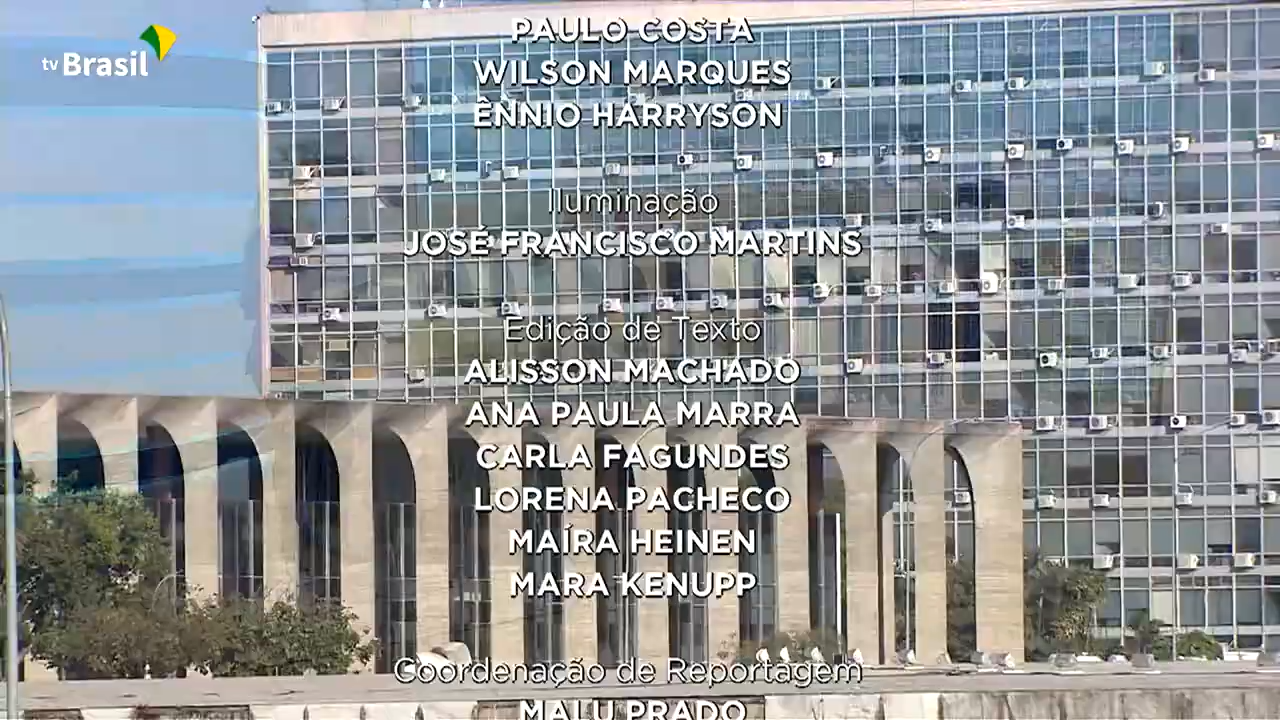 tv Brasil
PAULO COSTA
WILSON MARQUES
ÊNNIO HARRYSON
Iluminação
JOSÉ FRANCISCO MARTINS
Edição de Texto
ALISSON MACHADO
ANA PAULA MARRA
CARLA FAGUNDES
LORENA PACHECO
MAÍRA HEINEN
MARA KENUPP
Coordenação de Reportagem
MALU PRADO